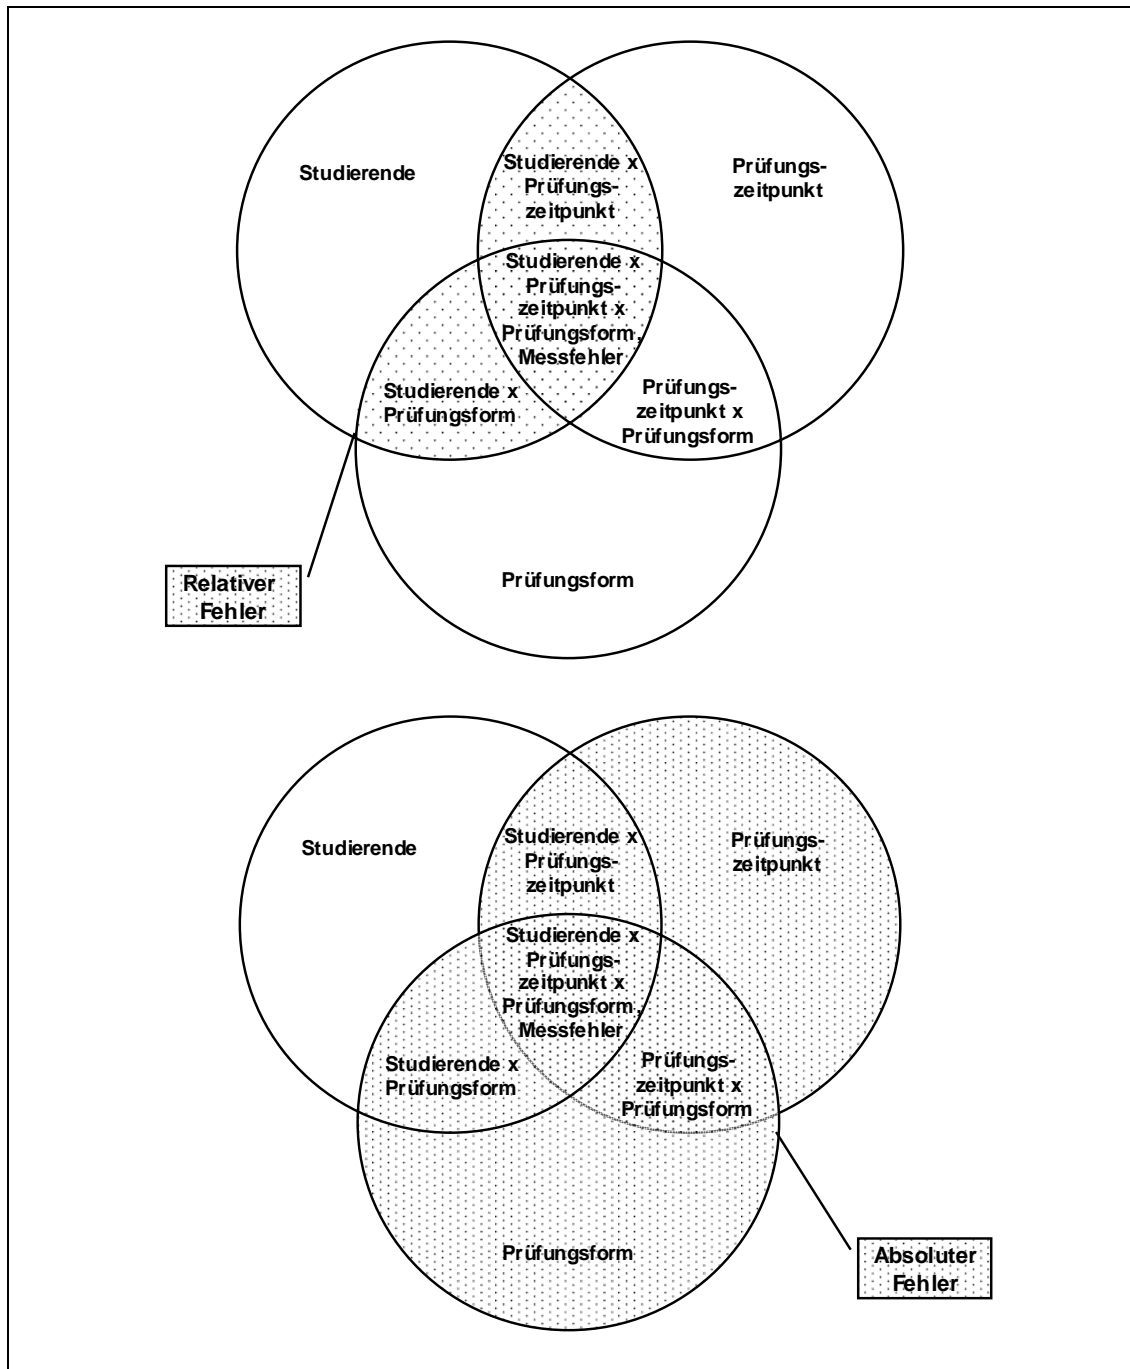 Studierende
Studierende x
Prüfungs-
zeitpunkt
Prüfungs-
zeitpunkt
Studierende x
Prüfungs-
zeitpunkt x
Prüfungsform,
Messfehler
Studierende x
Prüfungsform
Prüfungs-
zeitpunkt x
Prüfungsform
Relativer
Fehler
Prüfungsform
Studierende
Studierende x
Prüfungs-
zeitpunkt
Prüfungs-
zeitpunkt
Studierende x
Prüfungs-
zeitpunkt x
Prüfungsform,
Messfehler
Studierende x
Prüfungsform
Prüfungs-
zeitpunkt x
Prüfungsform
Prüfungsform
Absoluter
Fehler